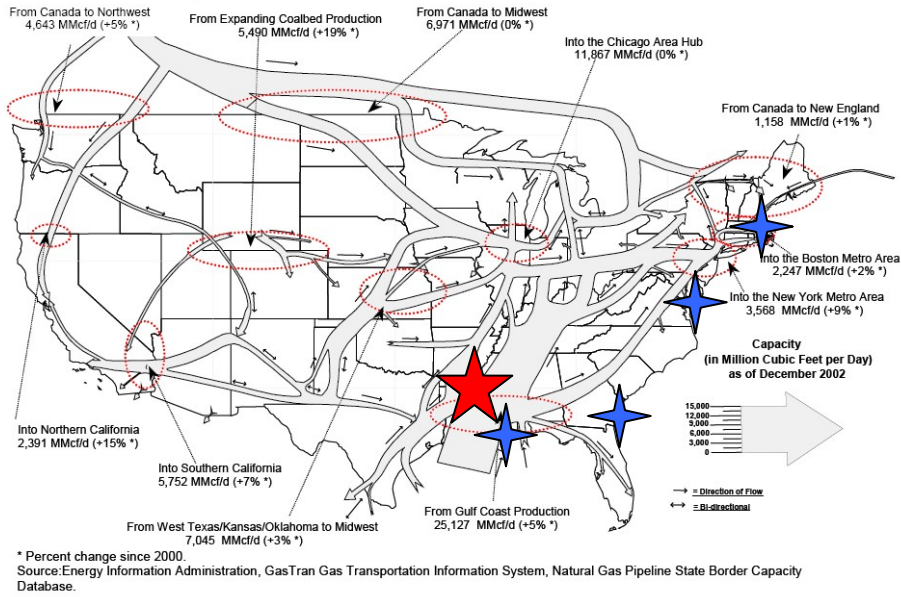 From Canada to Northwest
4,643 MMcf/d (+5% *)
From Expanding Coalbed Production
5,490 MMcf/d (+19% *)
From Canada to Midwest
6,971 MMcf/d (0% *)
Into the Chicago Area Hub
11,867 MMcf/d (0% *)
From Canada to New England
1,158 MMcf/d (+1% *)
Into the Boston Metro Area
2,247 MMcf/d (+2% *)
Into the New York Metro Area
3,568 MMcf/d (+9% *)
Capacity
(in Million Cubic Feet per Day)
as of December 2002
15,000
12,000
9,000
6,000
3,000
0
Into Northern California
2,391 MMcf/d (+15% *)
Into Southern California
5,752 MMcf/d (+7% *)
From West Texas/Kansas/Oklahoma to Midwest
7,045 MMcf/d (+3% *)
From Gulf Coast Production
25,127 MMcf/d (+5% *)
= Direction of Flow
= Bi-directional
* Percent change since 2000.
Source:Energy Information Administration, GasTran Gas Transportation Information System, Natural Gas Pipeline State Border Capacity
Database.